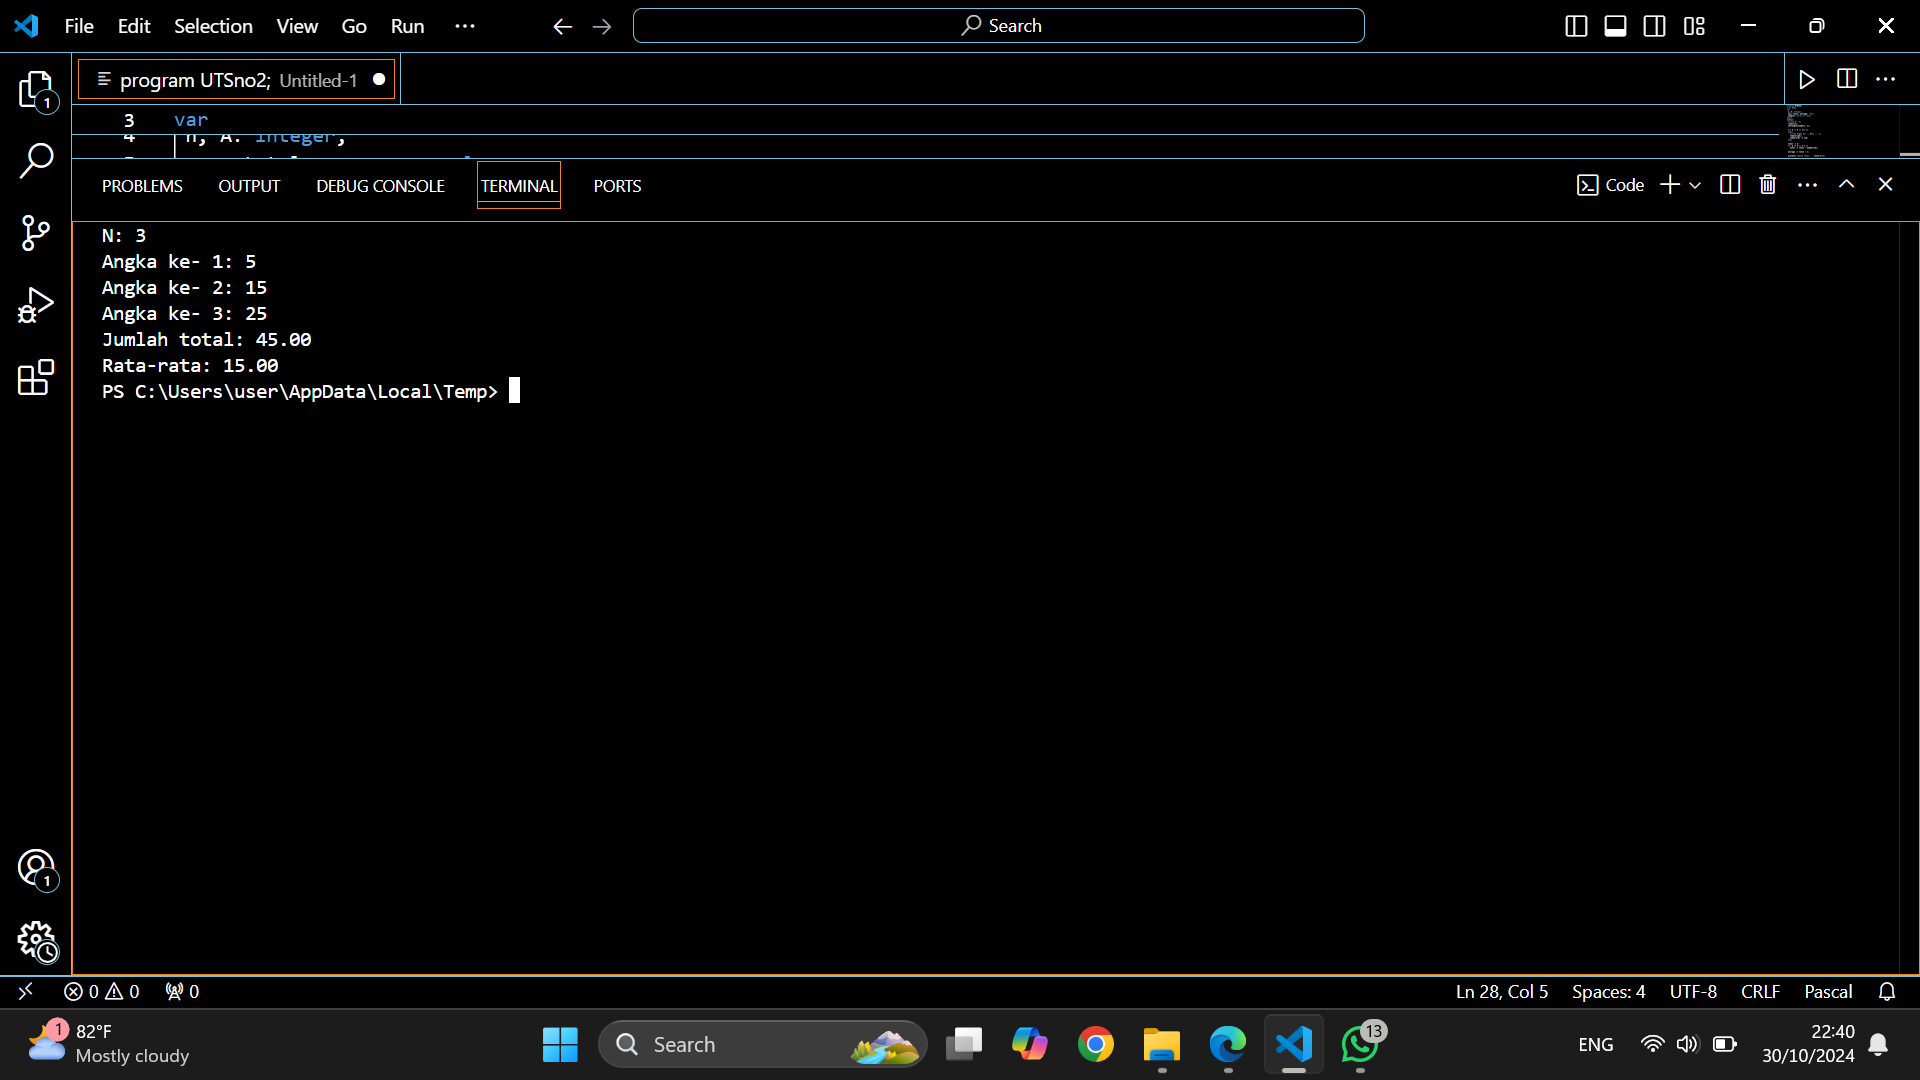 File Edit Selection View Go Run ...
Search
program UTSno2; Untitled-1
3 var
4 n, A: integer;
PROBLEMS OUTPUT DEBUG CONSOLE TERMINAL PORTS
Code
N: 3
Angka ke- 1: 5
Angka ke- 2: 15
Angka ke- 3: 25
Jumlah total: 45.00
Rata-rata: 15.00
PS C:\Users\user\AppData\Local\Temp>
1
1
0 0 0
Ln 28, Col 5 Spaces: 4 UTF-8 CRLF Pascal
1
82°F
Mostly cloudy
Search
13
ENG
22:40
30/10/2024